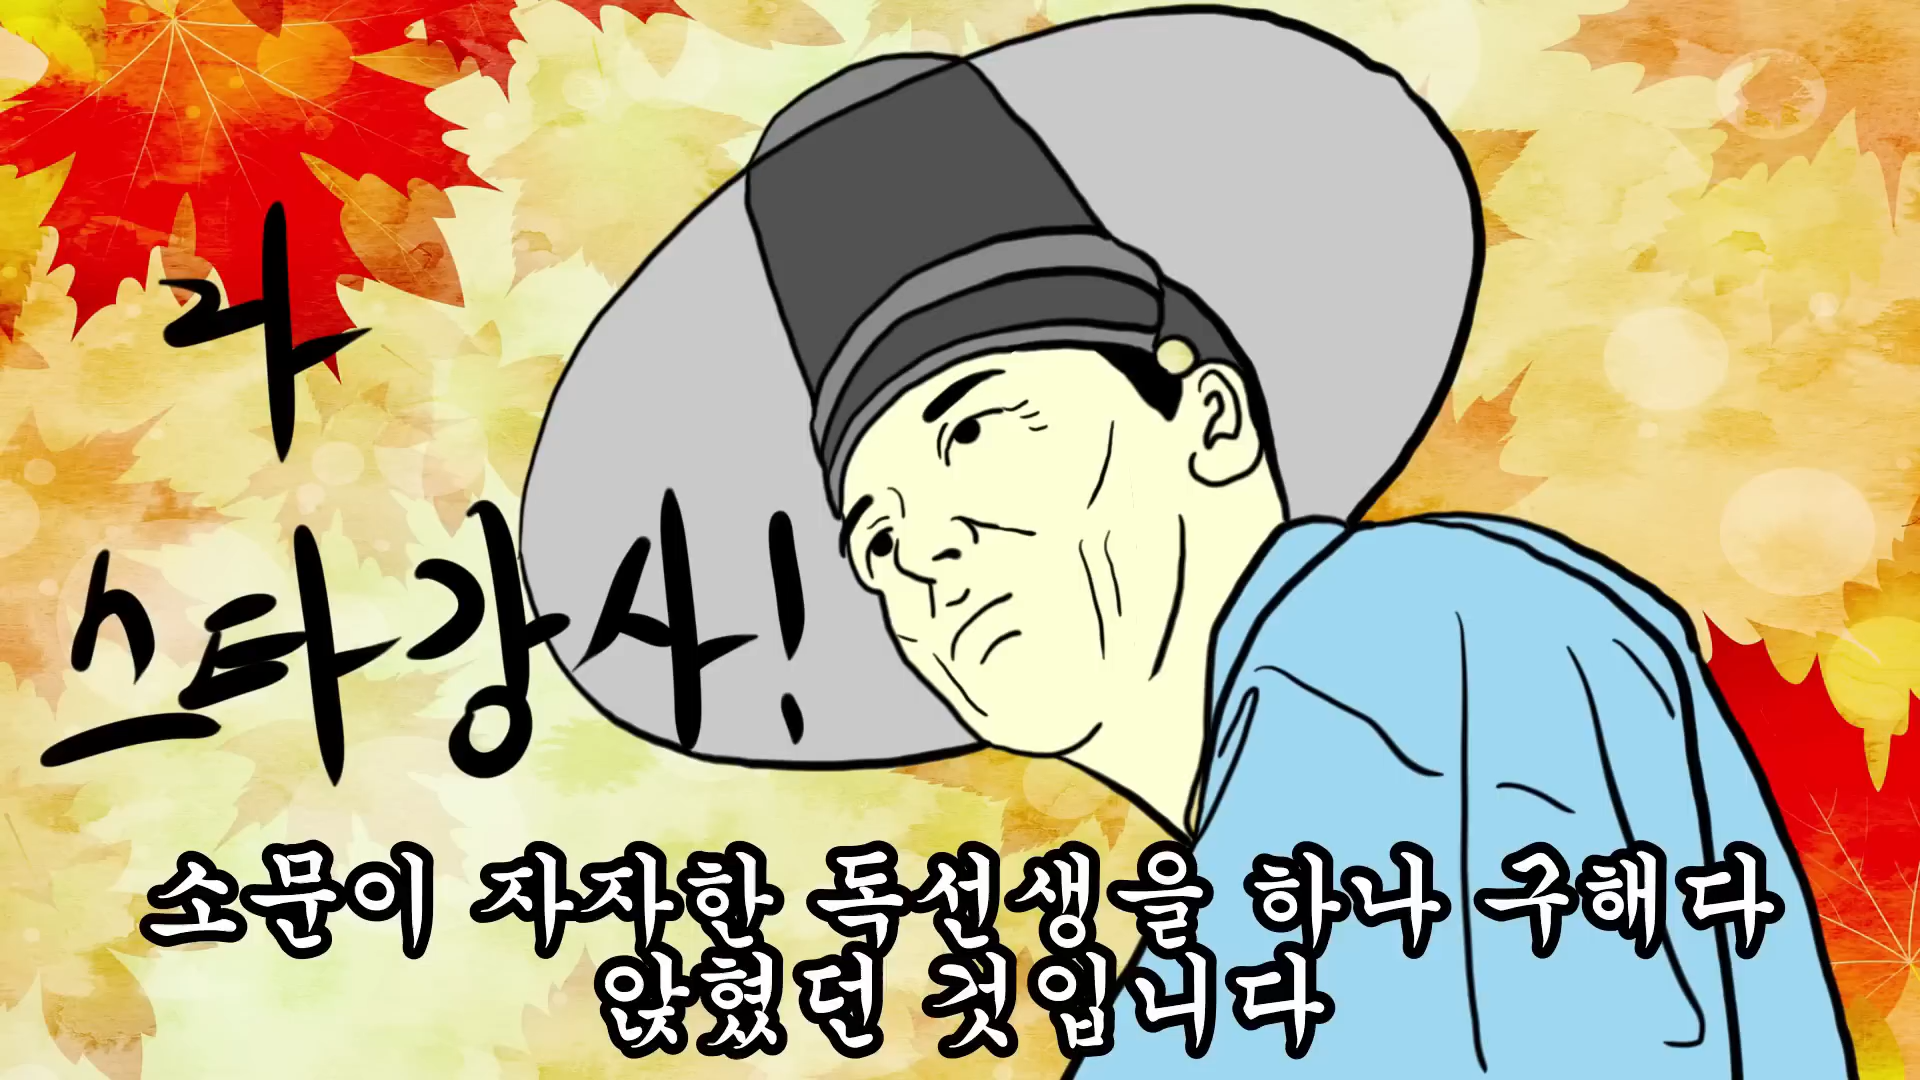 나
스타강사!
소문이 자자한 독선생을 하나 구해다
앉혔던 것입니다